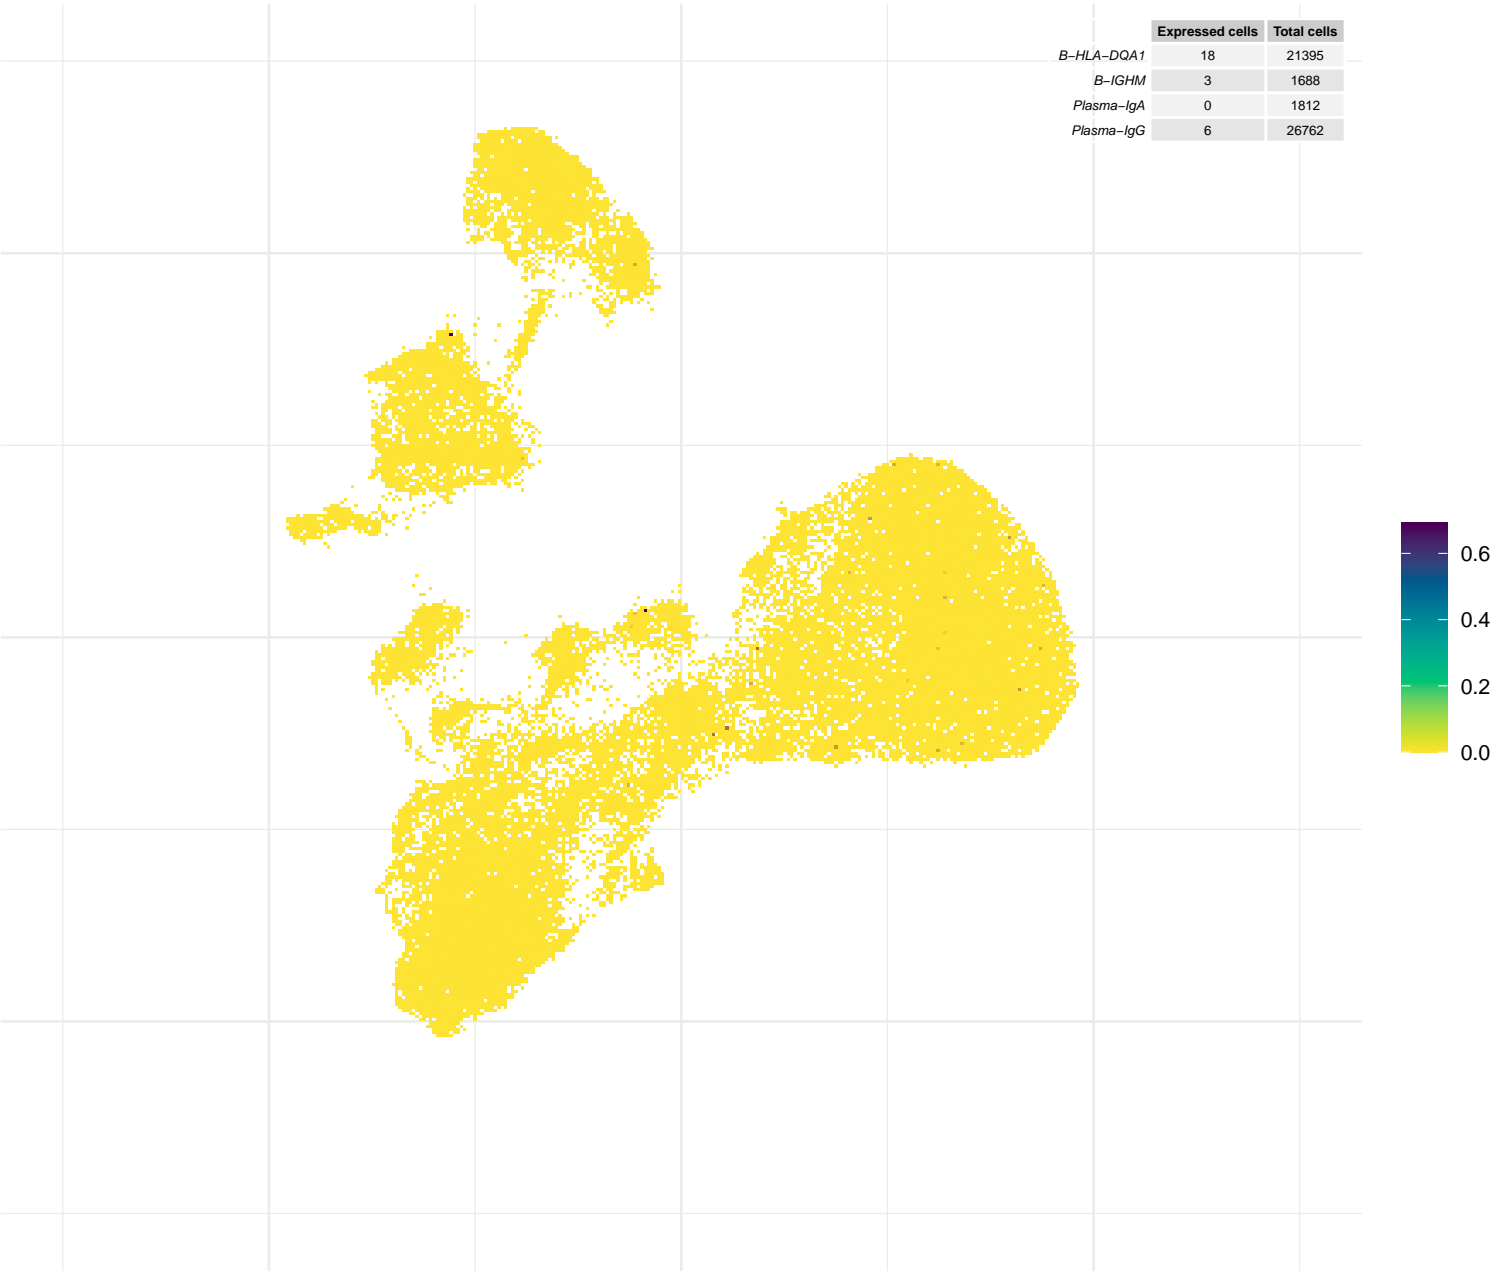 Expressed cells Total cells
B−HLA−DQA1 18 21395
B−IGHM 3 1688
Plasma−IgA 0 1812
Plasma−IgG 6 26762
0.6
0.4
0.2
0.0